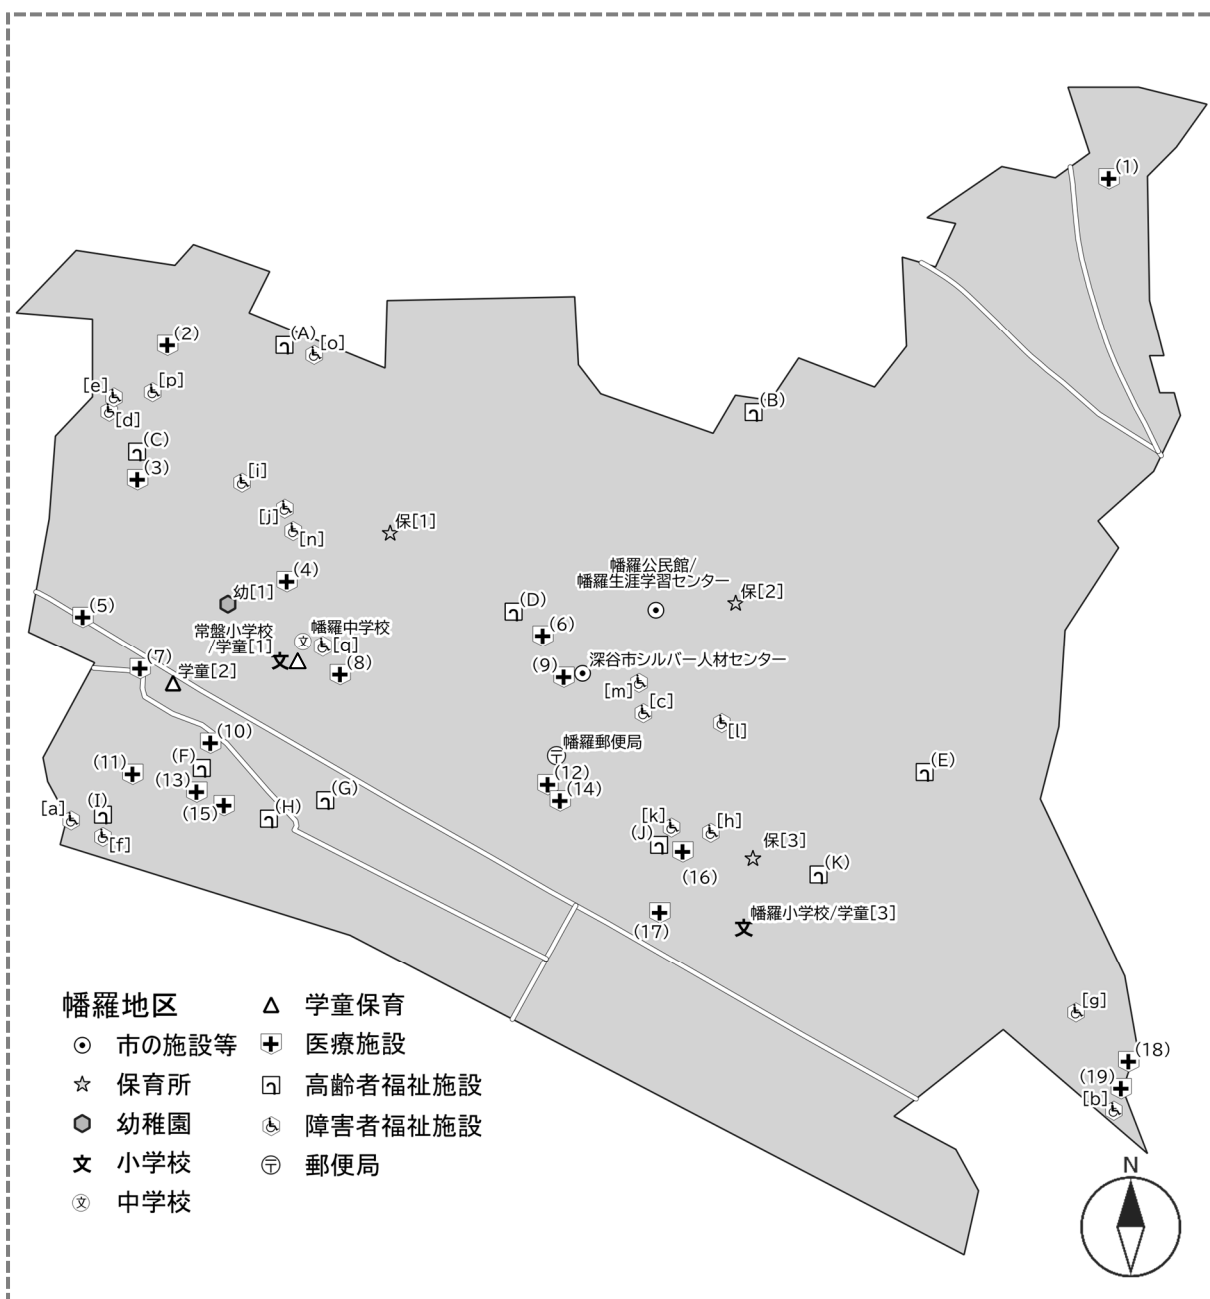 (1)
(2)
(A)
[o]
[e]
[p]
[d]
(B)
(C)
(3)
[i]
[j]
[n]
保[1]
(4)
幼[1]
幡羅公民館/
幡羅生涯学習センター
保[2]
(5)
(D)
(6)
常盤小学校
/学童[1]
幡羅中学校
[q]
(7)
学童[2]
(8)
(9)
深谷市シルバー人材センター
[m]
[c]
[l]
(10)
幡羅郵便局
(11)
(F)
(12)
(E)
(13)
(G)
(14)
[a]
(I)
(15)
(H)
[f]
[k]
[h]
(J)
(16)
保[3]
(K)
(17)
幡羅小学校/学童[3]
[g]
(18)
(19)
[b]
幡羅地区
市の施設等
保育所
幼稚園
小学校
中学校
学童保育
医療施設
高齢者福祉施設
障害者福祉施設
郵便局
N